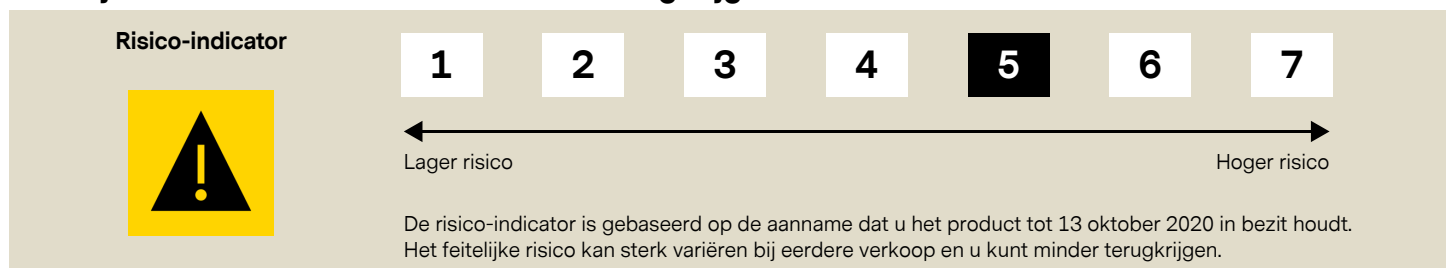 Risico-indicator
1 2 3 4 5 6 7
Lager risico Hoger risico
De risico-indicator is gebaseerd op de aanname dat u het product tot 13 oktober 2020 in bezit houdt.
Het feitelijke risico kan sterk variëren bij eerdere verkoop en u kunt minder terugkrijgen.